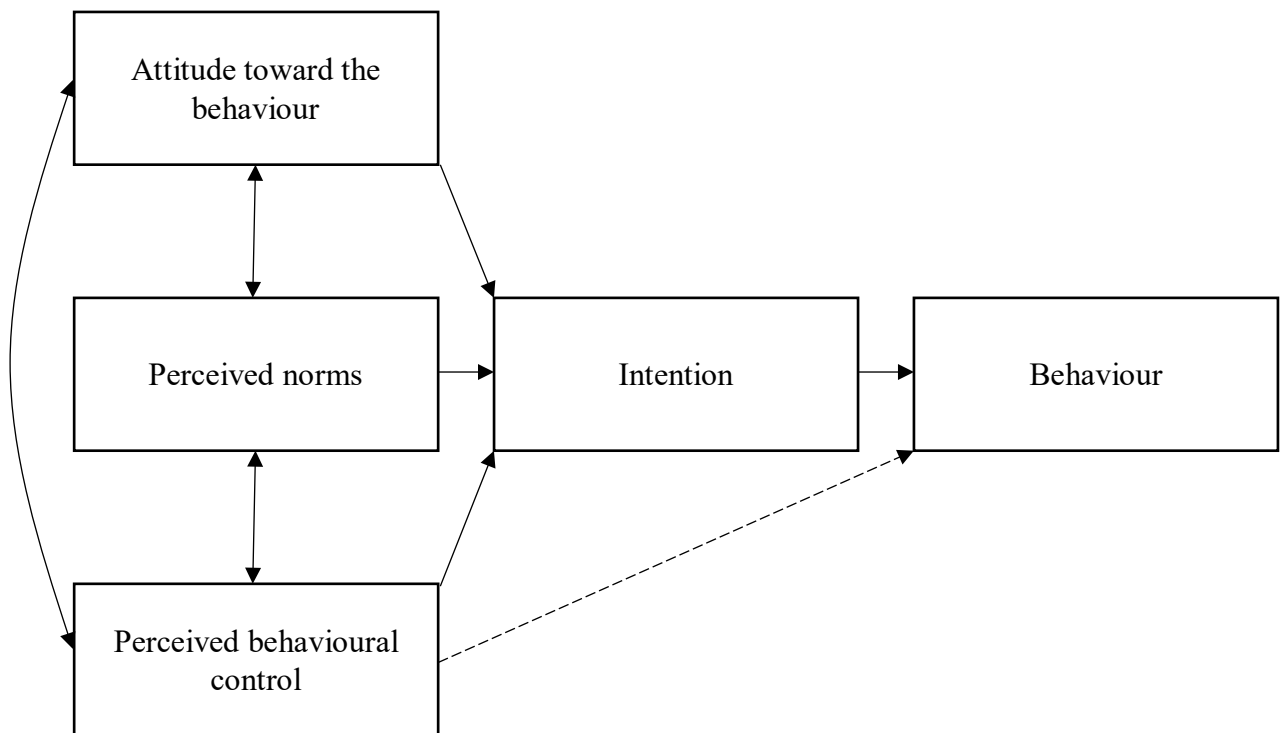 Attitude toward the
behaviour
Perceived norms
Intention
Behaviour
Perceived behavioural
control